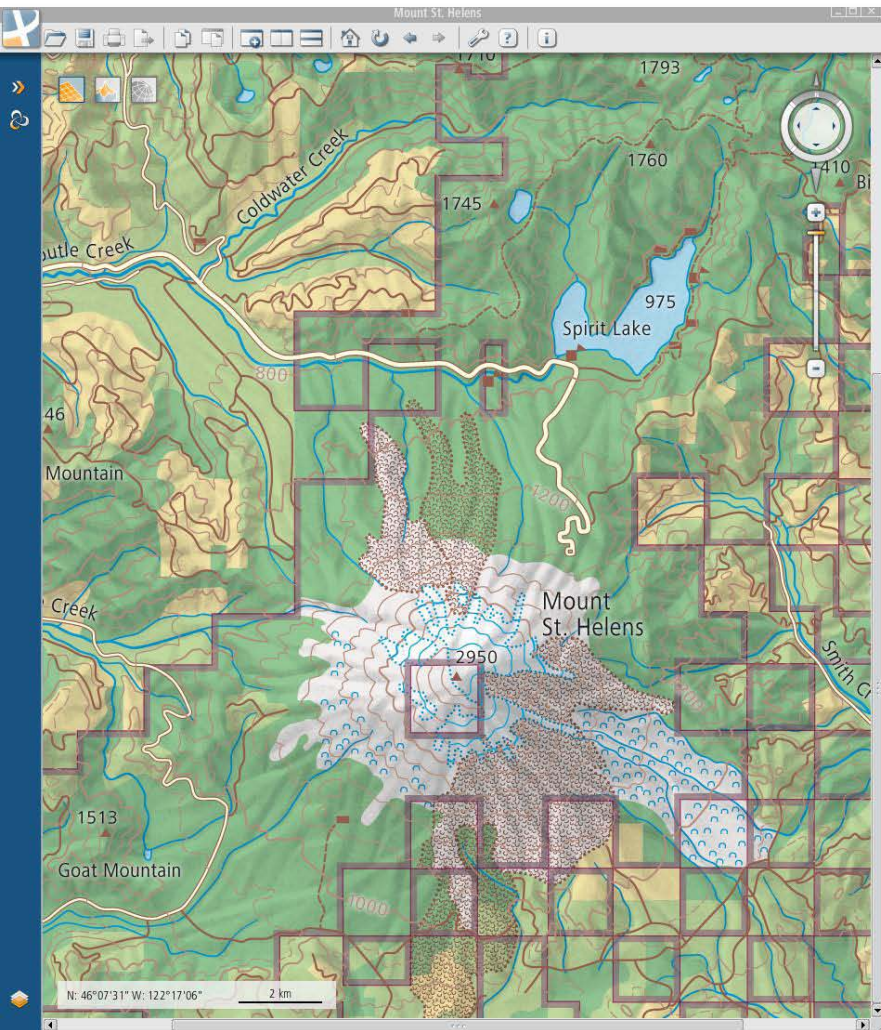 Mount St. Helens
1710
1793
1760
1410
Coldwater Creek
1745
outle Creek
975
Spirit Lake
800
46
Mountain
1200
Mount
St. Helens
Creek
2950
Smith Cr
1513
Goat Mountain
1000
N: 46°07'31" W: 122°17'06"
2 km